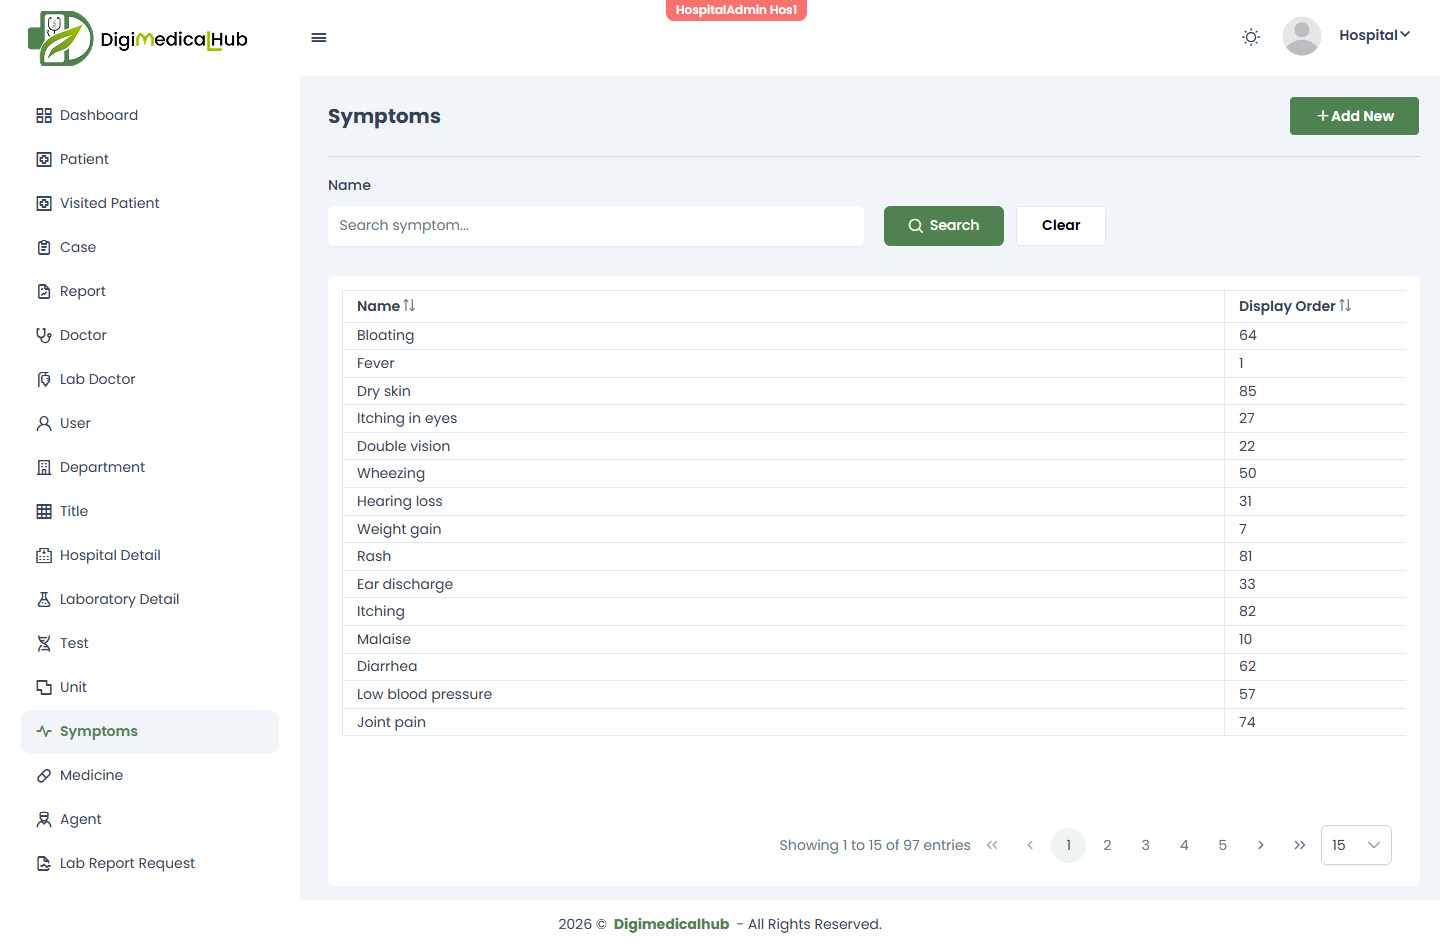 HospitalAdmin Hos1
DigiMedicalHub
Hospital
Dashboard
Patient
Visited Patient
Case
Report
Doctor
Lab Doctor
User
Department
Title
Hospital Detail
Laboratory Detail
Test
Unit
Symptoms
Medicine
Agent
Lab Report Request
Symptoms
Add New
Name
Search symptom...
Search
Clear
Name Display Order
Bloating 64
Fever 1
Dry skin 85
Itching in eyes 27
Double vision 22
Wheezing 50
Hearing loss 31
Weight gain 7
Rash 81
Ear discharge 33
Itching 82
Malaise 10
Diarrhea 62
Low blood pressure 57
Joint pain 74
Showing 1 to 15 of 97 entries « ‹ 1 2 3 4 5 › » 15
2026 © Digimedicalhub - All Rights Reserved.